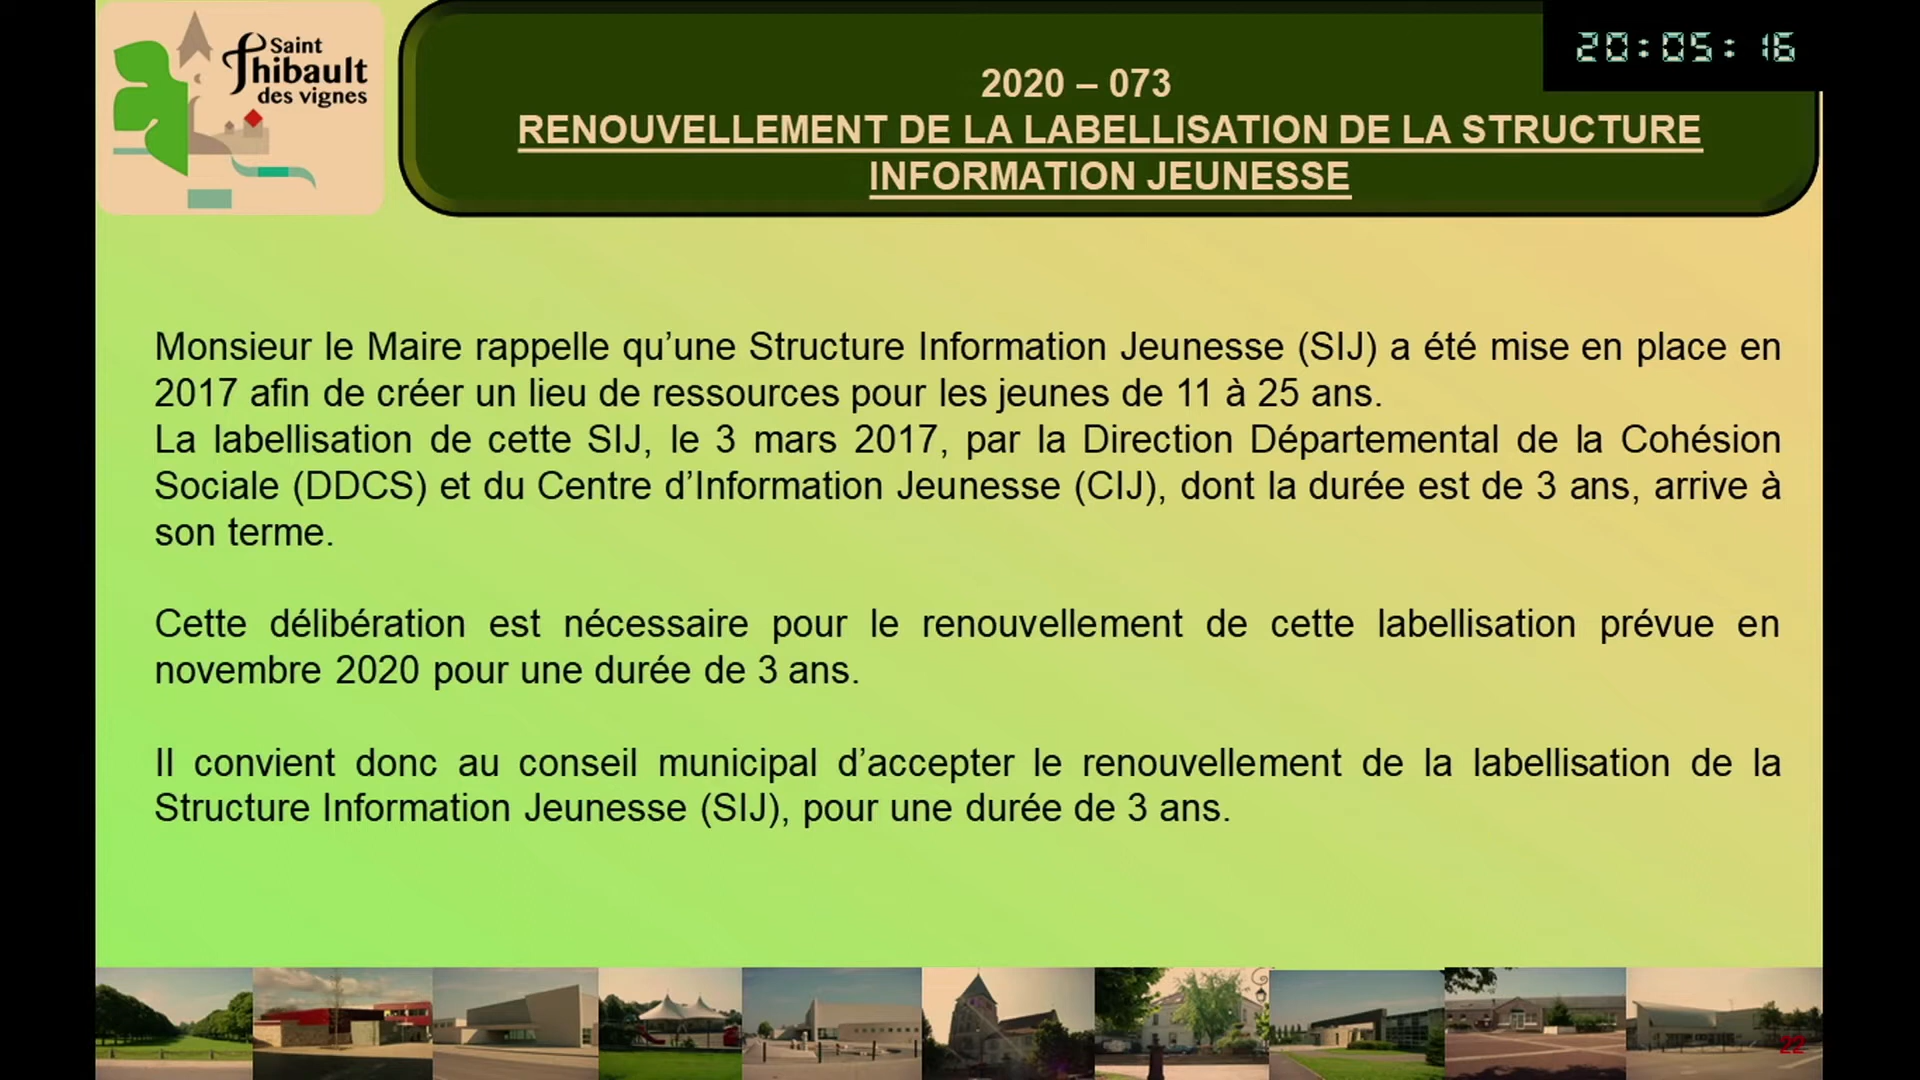 Saint
Thibault
des vignes
20:05:16
2020 – 073
RENOUVELLEMENT DE LA LABELLISATION DE LA STRUCTURE
INFORMATION JEUNESSE
Monsieur le Maire rappelle qu’une Structure Information Jeunesse (SIJ) a été mise en place en
2017 afin de créer un lieu de ressources pour les jeunes de 11 à 25 ans.
La labellisation de cette SIJ, le 3 mars 2017, par la Direction Départemental de la Cohésion
Sociale (DDCS) et du Centre d’Information Jeunesse (CIJ), dont la durée est de 3 ans, arrive à
son terme.
Cette délibération est nécessaire pour le renouvellement de cette labellisation prévue en
novembre 2020 pour une durée de 3 ans.
Il convient donc au conseil municipal d’accepter le renouvellement de la labellisation de la
Structure Information Jeunesse (SIJ), pour une durée de 3 ans.
22